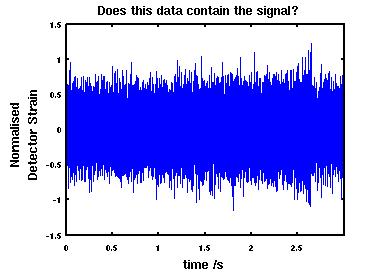 Does this data contain the signal?
1.5
1
0.5
0
-0.5
-1
-1.5
Normalised
Detector Strain
0 0.5 1 1.5 2 2.5
time /s